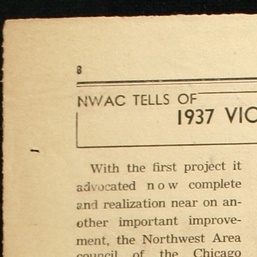 8
NWAC TELLS OF
1937 VIC
With the first project it
advocated now complete
and realization near on an-
other important improve-
ment, the Northwest Area
council of the Chicago